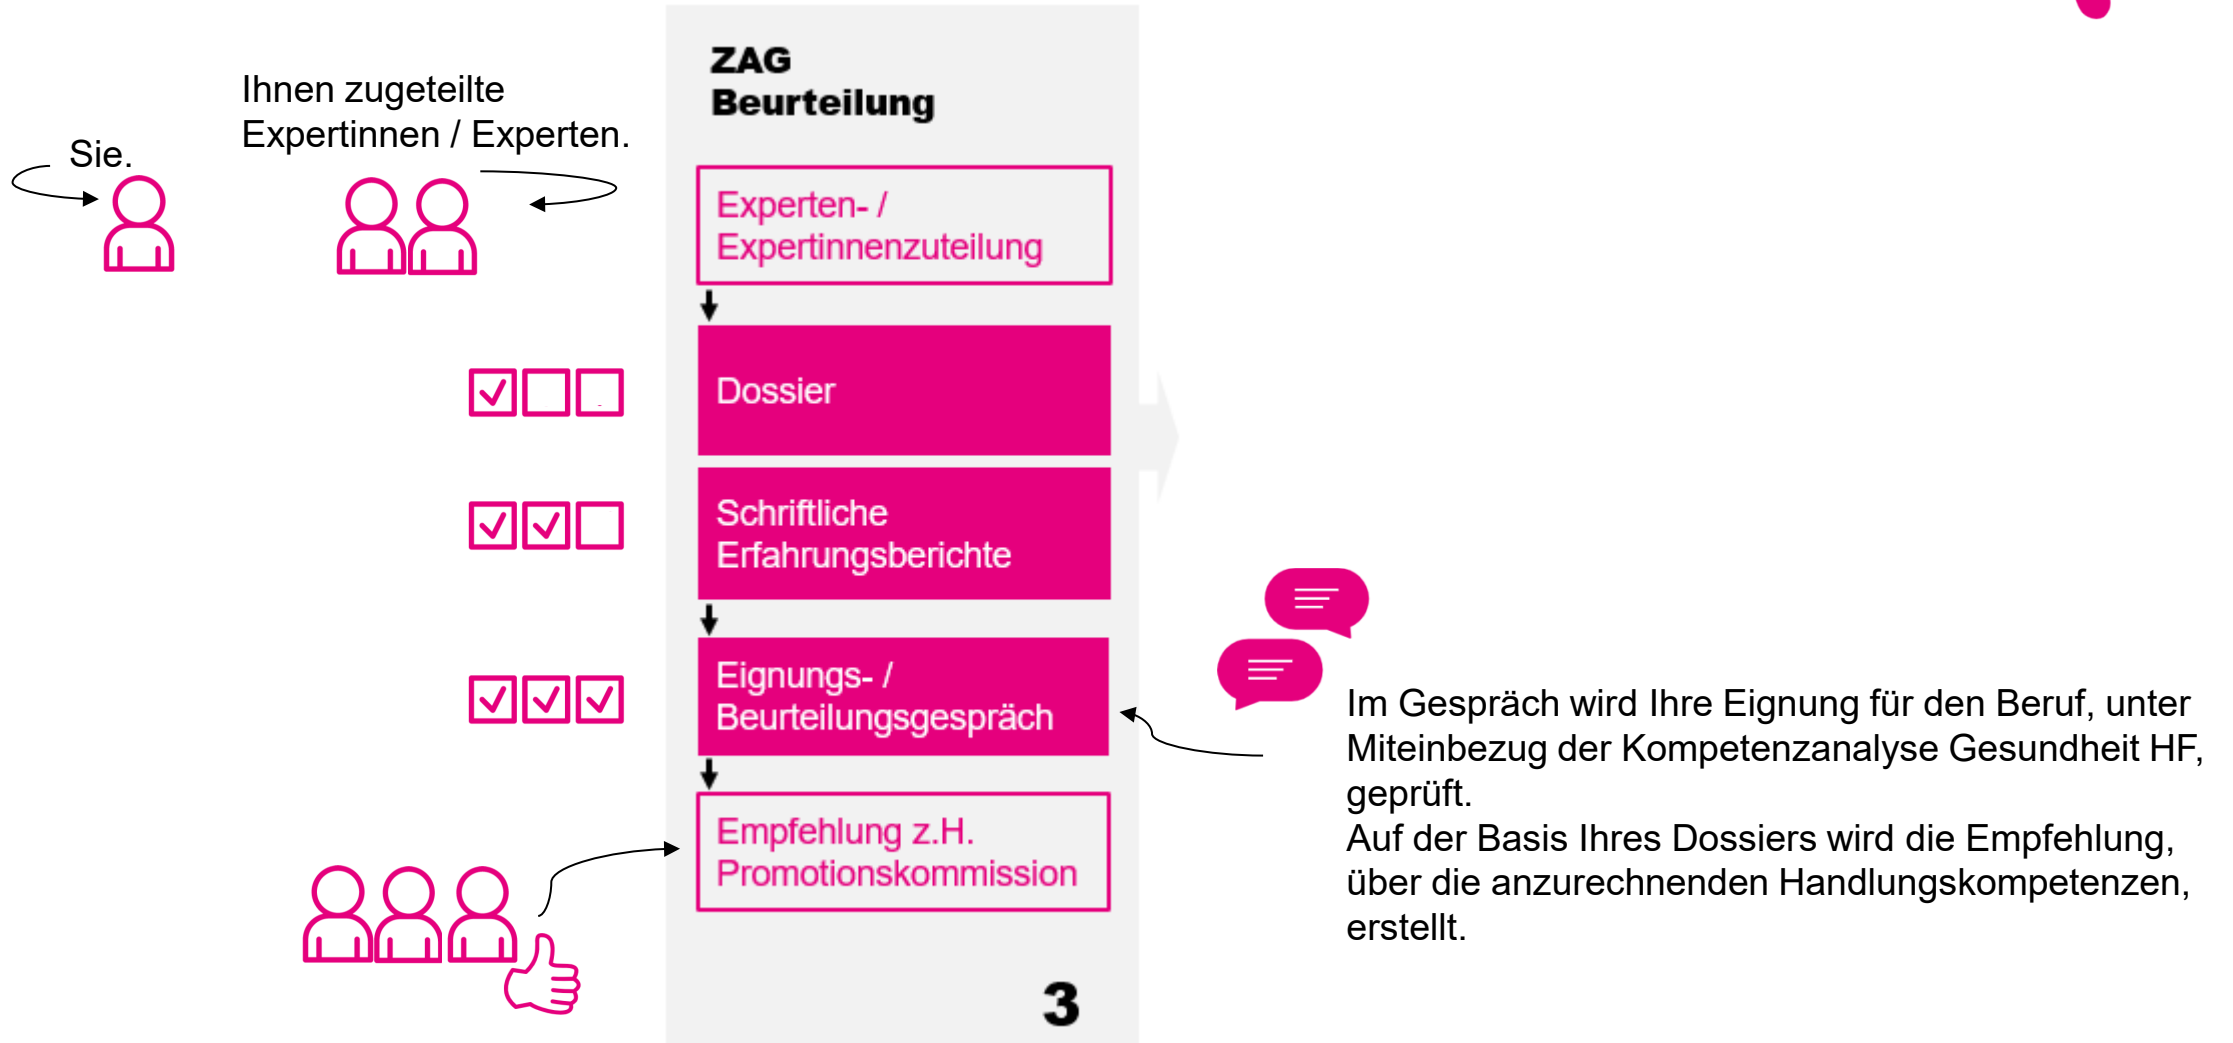 Sie.
Ihnen zugeteilte
Expertinnen / Experten.
ZAG
Beurteilung
Experten- /
Expertinnenzuteilung
Dossier
Schriftliche
Erfahrungsberichte
Eignungs- /
Beurteilungsgespräch
Empfehlung z.H.
Promotionskommission
3
Im Gespräch wird Ihre Eignung für den Beruf, unter
Miteinbezug der Kompetenzanalyse Gesundheit HF,
geprüft.
Auf der Basis Ihres Dossiers wird die Empfehlung,
über die anzurechnenden Handlungskompetenzen,
erstellt.